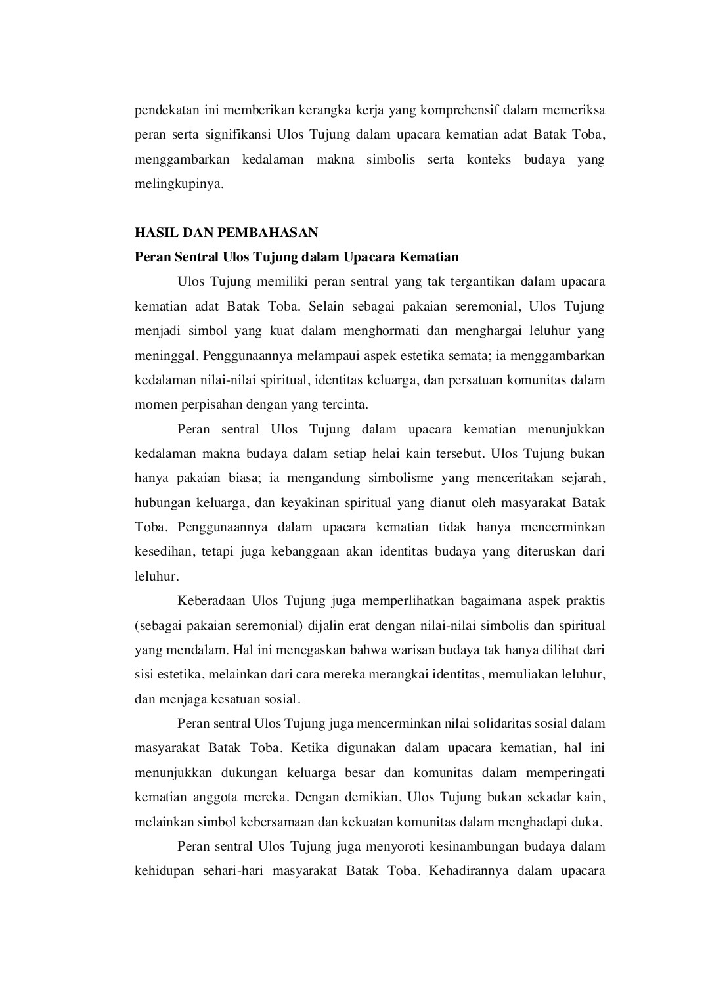 pendekatan ini memberikan kerangka kerja yang komprehensif dalam memeriksa
peran serta signifikansi Ulos Tujung dalam upacara kematian adat Batak Toba,
menggambarkan kedalaman makna simbolis serta konteks budaya yang
melingkupinya.
HASIL DAN PEMBAHASAN
Peran Sentral Ulos Tujung dalam Upacara Kematian
Ulos Tujung memiliki peran sentral yang tak tergantikan dalam upacara
kematian adat Batak Toba. Selain sebagai pakaian seremonial, Ulos Tujung
menjadi simbol yang kuat dalam menghormati dan menghargai leluhur yang
meninggal. Penggunaannya melampaui aspek estetika semata; ia menggambarkan
kedalaman nilai-nilai spiritual, identitas keluarga, dan persatuan komunitas dalam
momen perpisahan dengan yang tercinta.
Peran sentral Ulos Tujung dalam upacara kematian menunjukkan
kedalaman makna budaya dalam setiap helai kain tersebut. Ulos Tujung bukan
hanya pakaian biasa; ia mengandung simbolisme yang menceritakan sejarah,
hubungan keluarga, dan keyakinan spiritual yang dianut oleh masyarakat Batak
Toba. Penggunaannya dalam upacara kematian tidak hanya mencerminkan
kesedihan, tetapi juga kebanggaan akan identitas budaya yang diteruskan dari
leluhur.
Keberadaan Ulos Tujung juga memperlihatkan bagaimana aspek praktis
(sebagai pakaian seremonial) dijalin erat dengan nilai-nilai simbolis dan spiritual
yang mendalam. Hal ini menegaskan bahwa warisan budaya tak hanya dilihat dari
sisi estetika, melainkan dari cara mereka merangkai identitas, memuliakan leluhur,
dan menjaga kesatuan sosial.
Peran sentral Ulos Tujung juga mencerminkan nilai solidaritas sosial dalam
masyarakat Batak Toba. Ketika digunakan dalam upacara kematian, hal ini
menunjukkan dukungan keluarga besar dan komunitas dalam memperingati
kematian anggota mereka. Dengan demikian, Ulos Tujung bukan sekadar kain,
melainkan simbol kebersamaan dan kekuatan komunitas dalam menghadapi duka.
Peran sentral Ulos Tujung juga menyoroti kesinambungan budaya dalam
kehidupan sehari-hari masyarakat Batak Toba. Kehadirannya dalam upacara